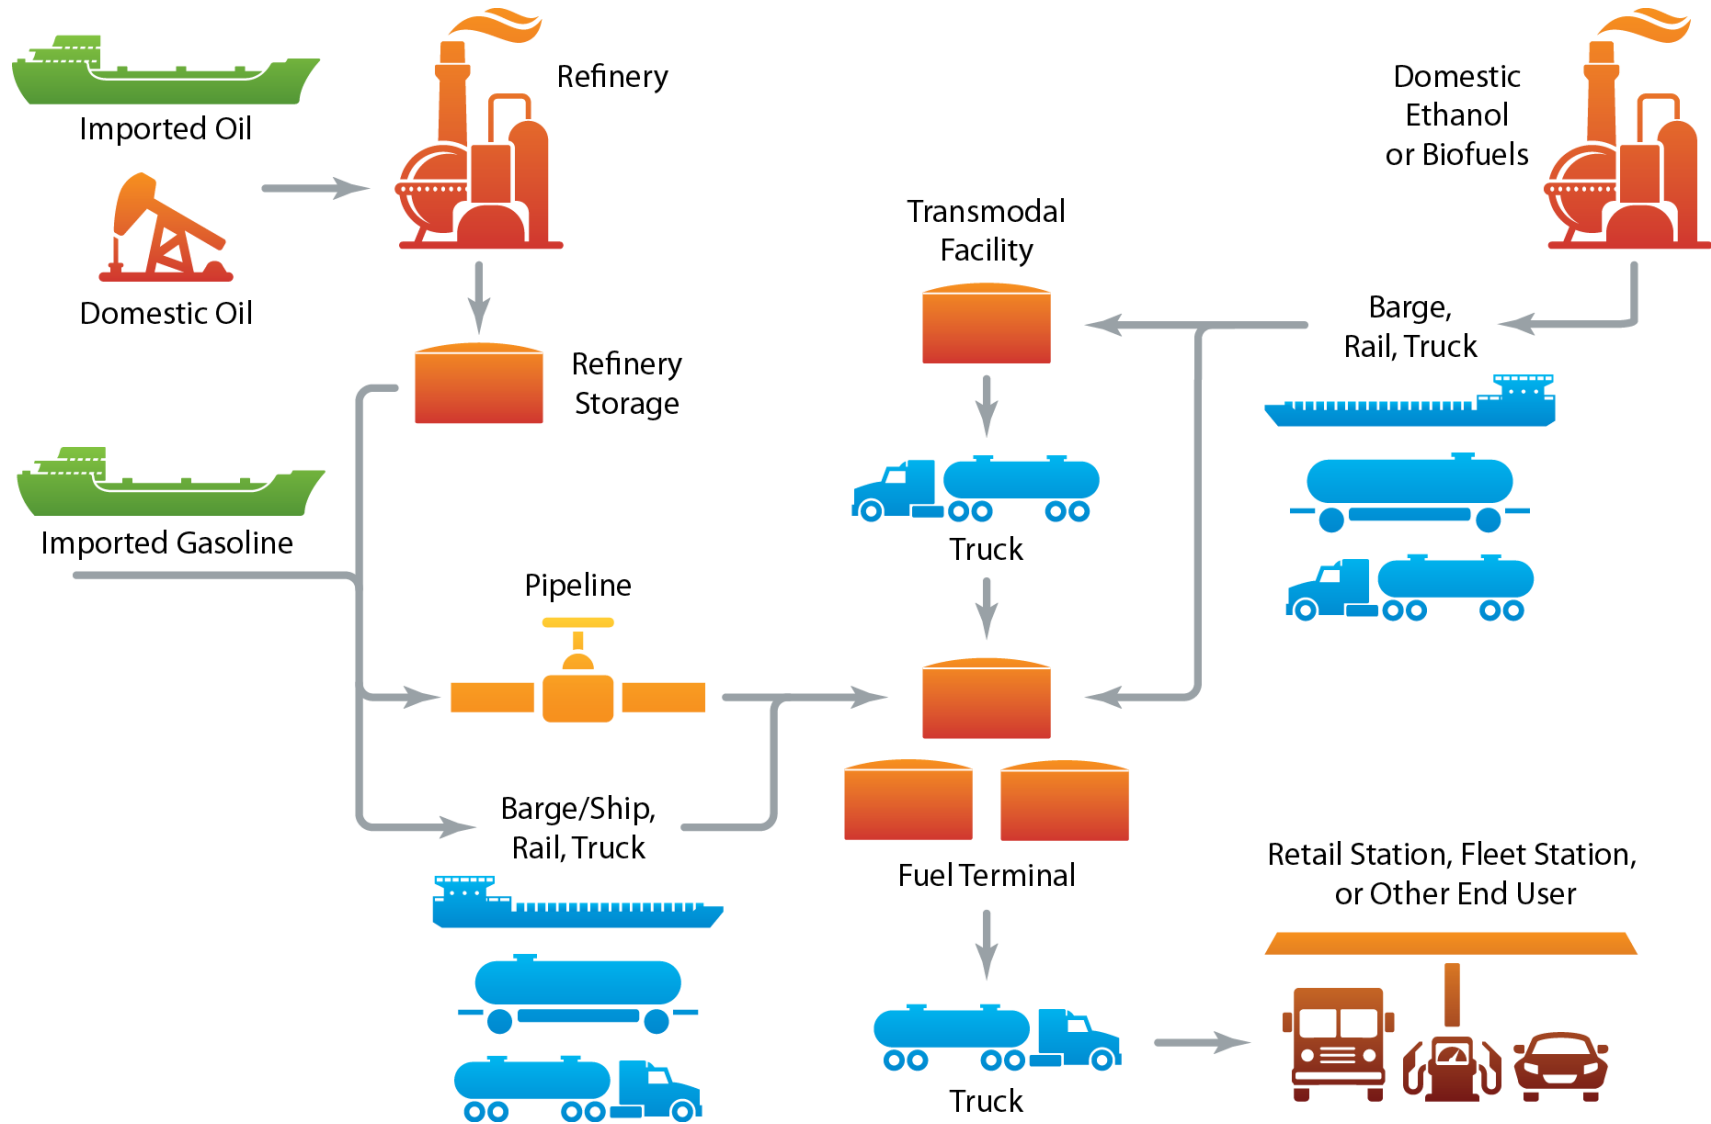 Imported Oil
Domestic Oil
Refinery
Refinery
Storage
Imported Gasoline
Pipeline
Barge/Ship,
Rail, Truck
Transmodal
Facility
Truck
Fuel Terminal
Truck
Domestic
Ethanol
or Biofuels
Barge,
Rail, Truck
Retail Station, Fleet Station,
or Other End User